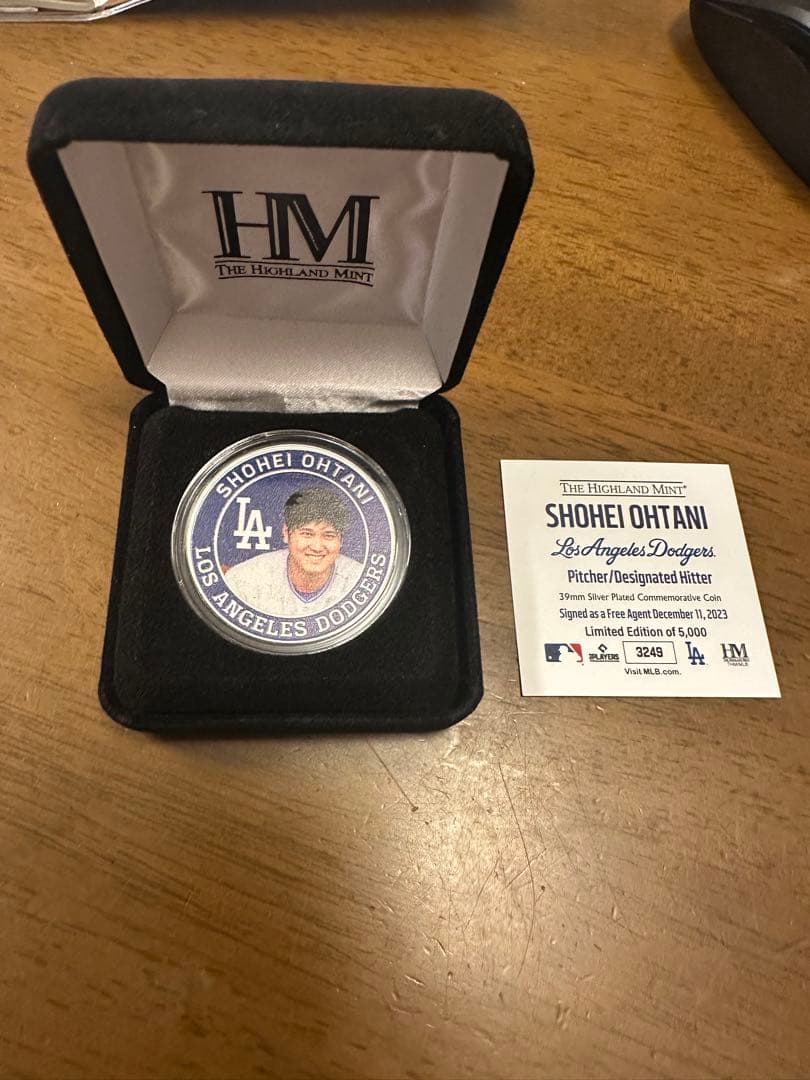 HM
THE HIGHLAND MINT
SHOHEI OHTANI
LA
LOS ANGELES DODGERS
THE HIGHLAND MINT®
SHOHEI OHTANI
Los Angeles Dodgers.
Pitcher/Designated Hitter
39mm Silver Plated Commemorative Coin
Signed as a Free Agent December 11, 2023
Limited Edition of 5,000
PLAYERS 3249 LA HM
Visit MLB.com.